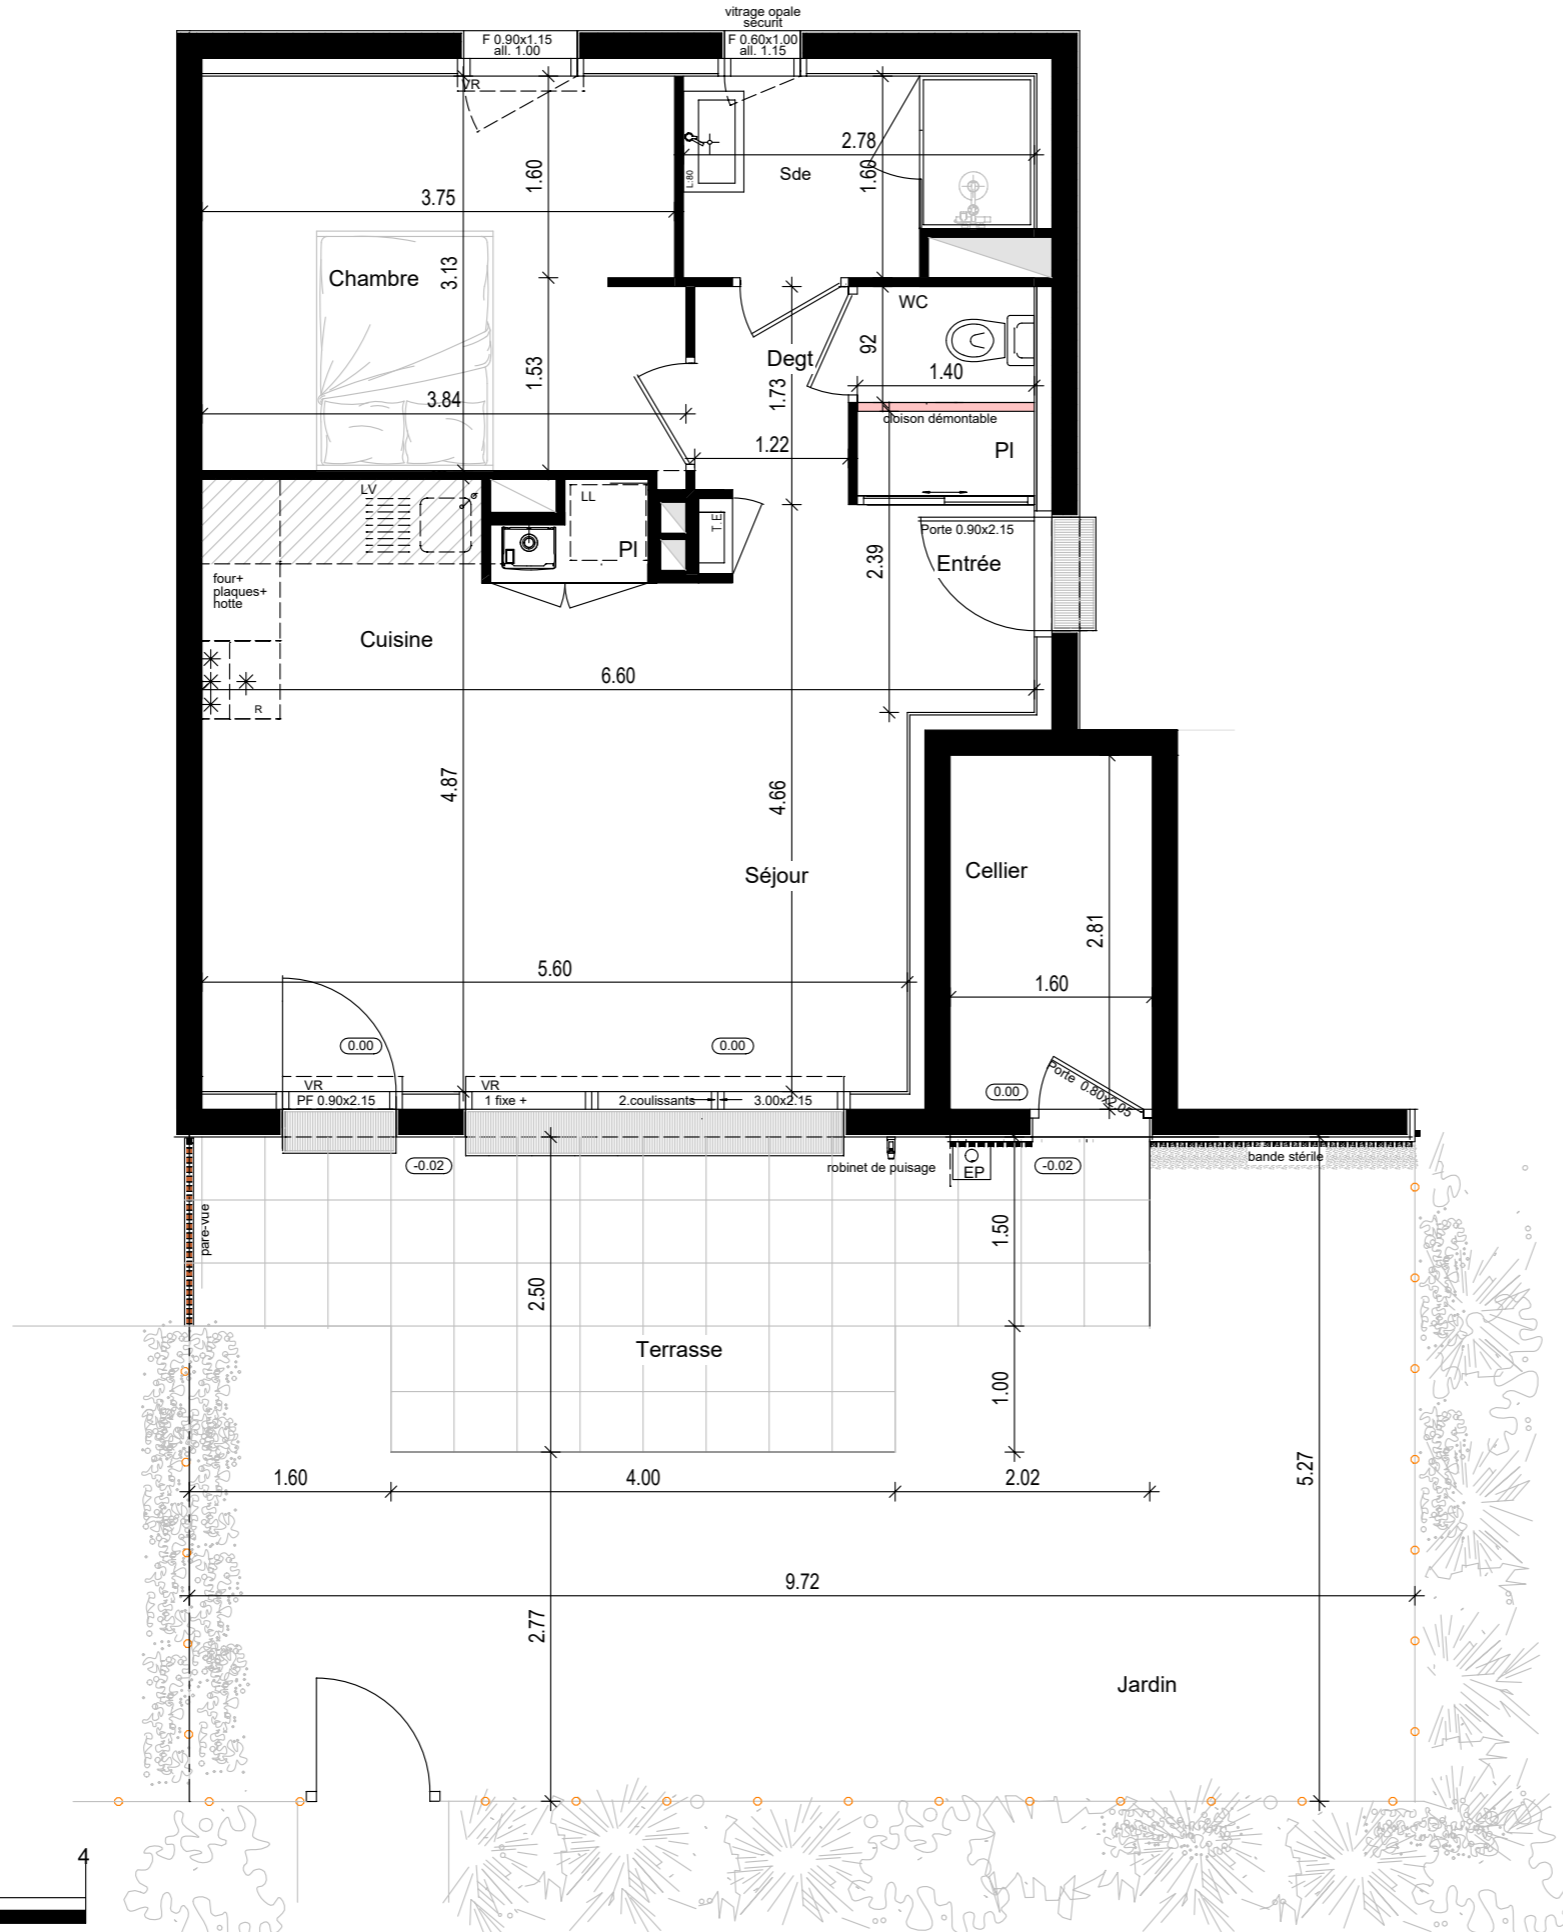 vitrage opale
sécurit
F 0.90x1.15
all. 1.00
F 0.60x1.00
all. 1.15
VR
2.78
1.60
1.60
Sde
L:80
3.75
Chambre
3.13
WC
92
Degt
1.53
1.73
1.40
3.84
cloison démontable
1.22
Pl
LV
LL
T.E
Pl
Porte 0.90x2.15
Entrée
2.39
four+
plaques+
hotte
Cuisine
6.60
R
4.87
4.66
Séjour
Cellier
2.81
5.60
1.60
0.00
0.00
0.00
VR
VR
PF 0.90x2.15
1 fixe +
2.coulissants
3.00x2.15
Porte 0.80x2.05
-0.02
robinet de puisage
EP
-0.02
bande stérile
pare-vue
1.50
2.50
Terrasse
1.00
1.60
4.00
2.02
5.27
9.72
2.77
Jardin
4